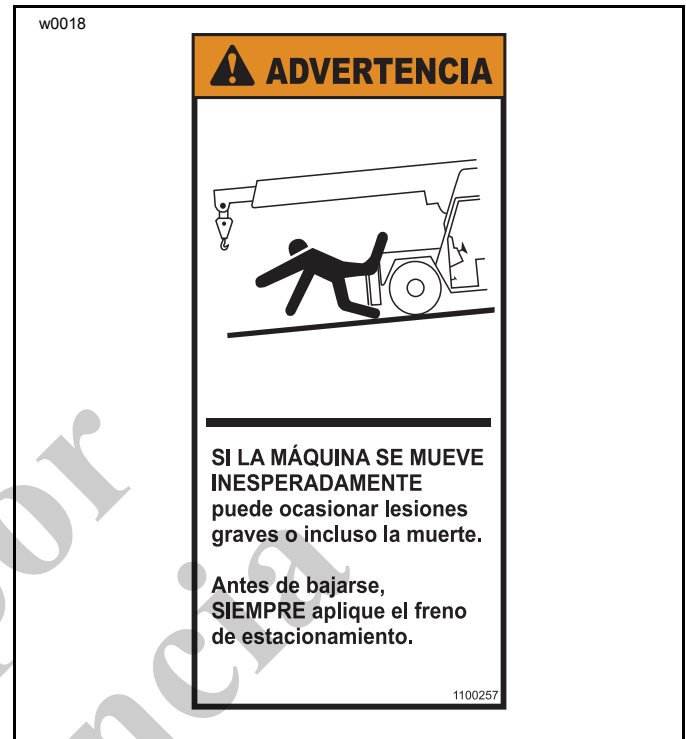 w0018
ADVERTENCIA
SI LA MÁQUINA SE MUEVE
INESPERADAMENTE
puede ocasionar lesiones
graves o incluso la muerte.
Antes de bajarse,
SIEMPRE aplique el freno
de estacionamiento.
1100257